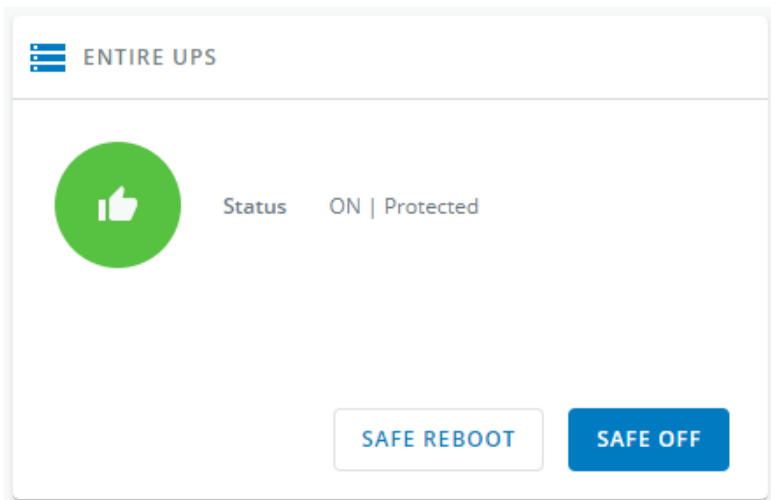 ENTIRE UPS
Status ON | Protected
SAFE REBOOT SAFE OFF